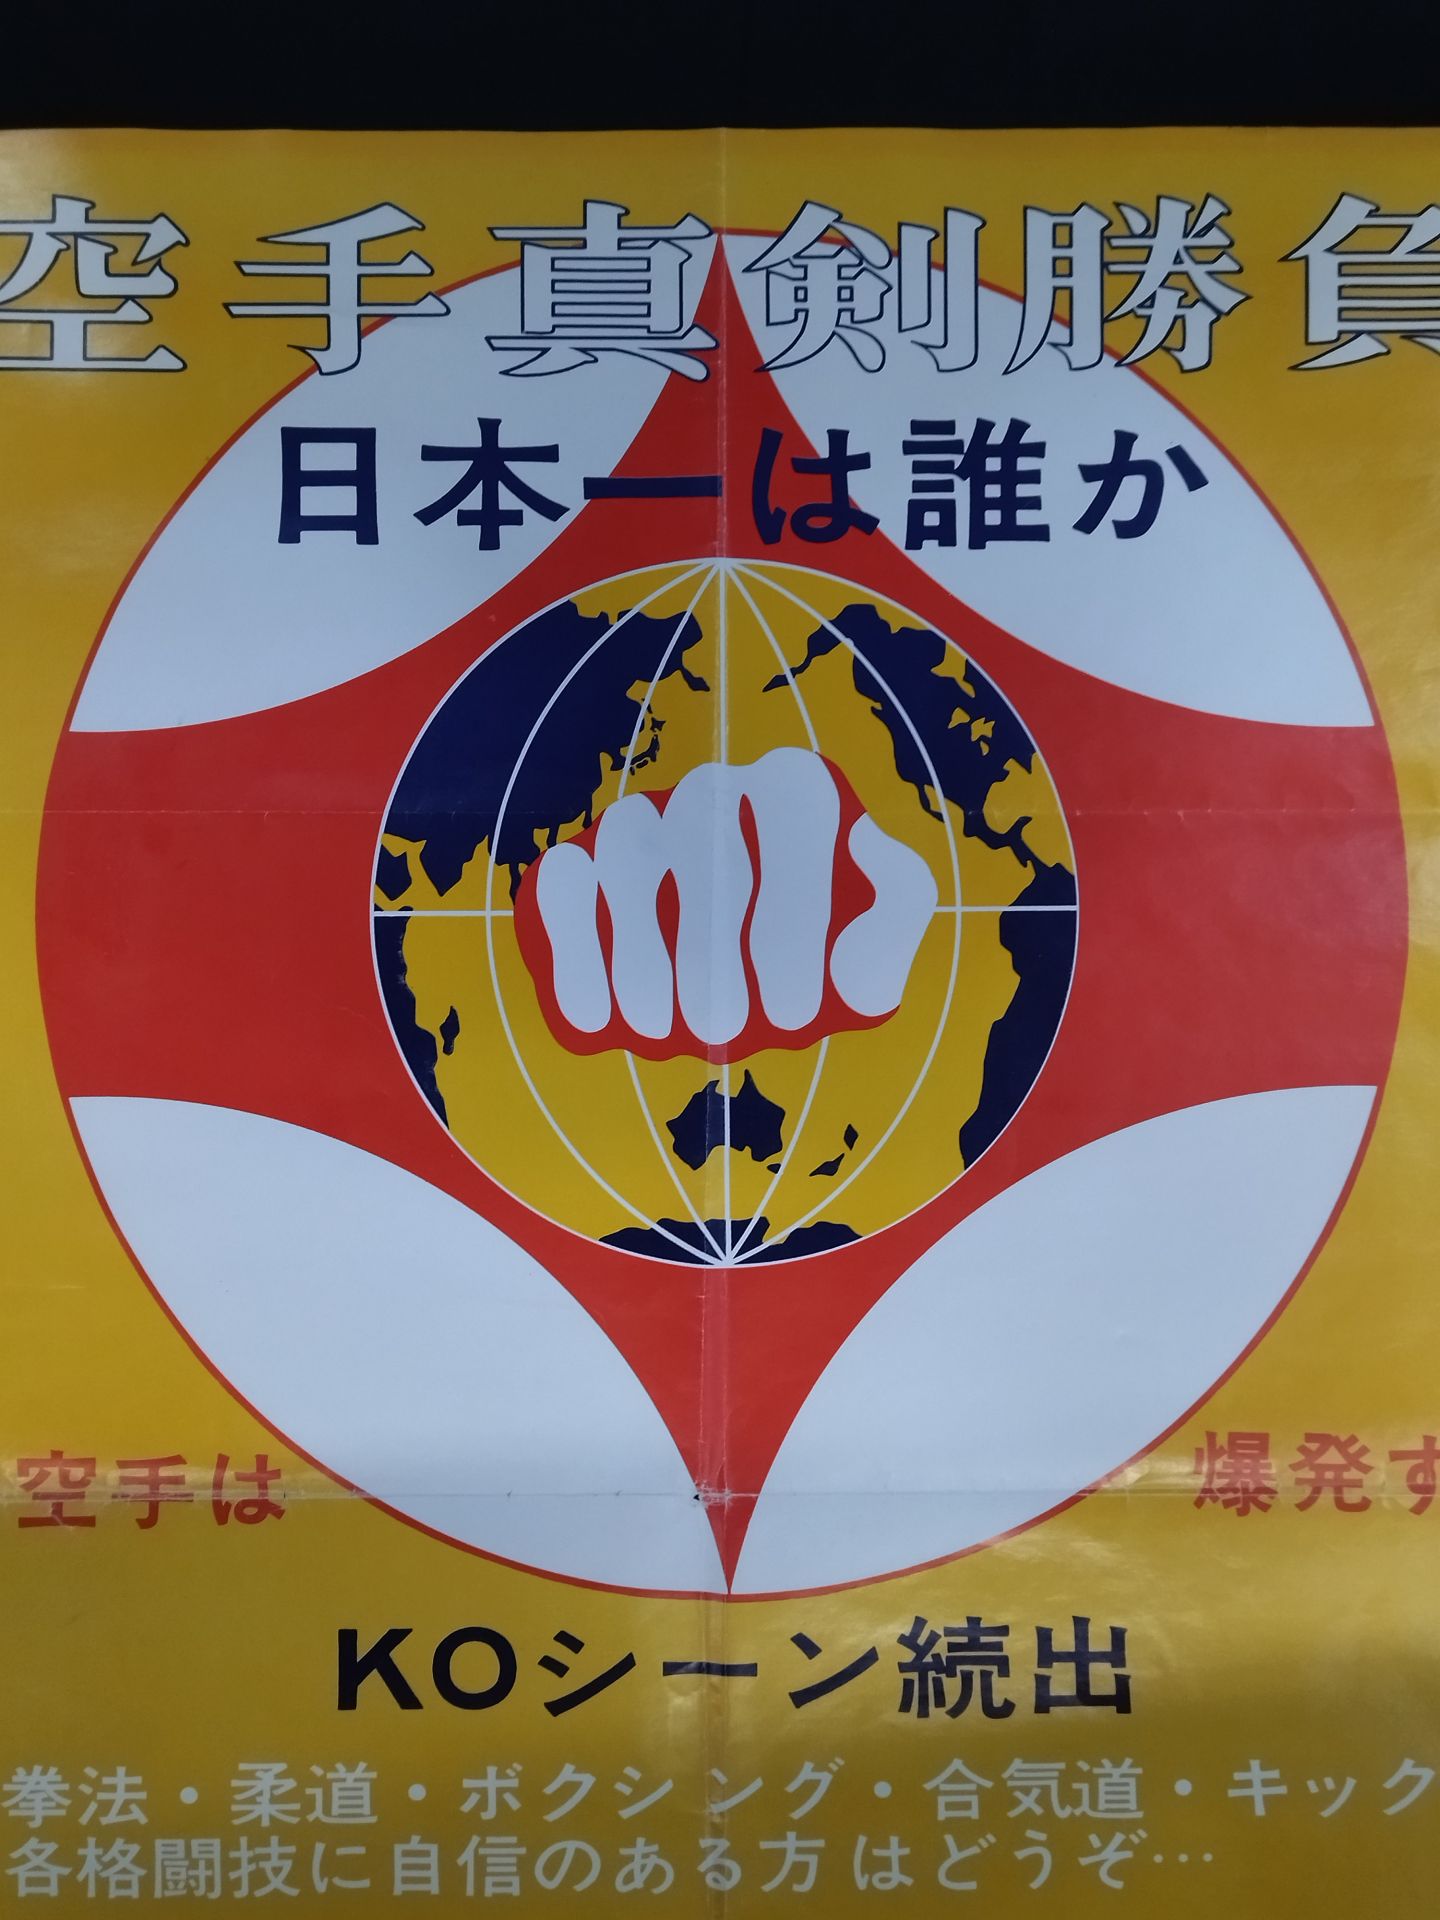 空手真剣勝負
日本一は誰か
空手は 爆発す
KOシーン続出
拳法・柔道・ボクシング・合気道・キック
各格闘技に自信のある方はどうぞ…